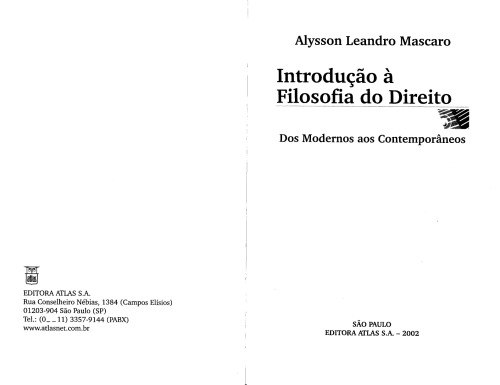 atlas
EDITORA ATLAS S.A.
Rua Conselheiro Nébias, 1384 (Campos Elísios)
01203-904 São Paulo (SP)
Tel.: (0_ _ 11) 3357-9144 (PABX)
www.atlasnet.com.br
Alysson Leandro Mascaro
Introdução à
Filosofia do Direito
Dos Modernos aos Contemporâneos
SÃO PAULO
EDITORA ATLAS S.A. – 2002